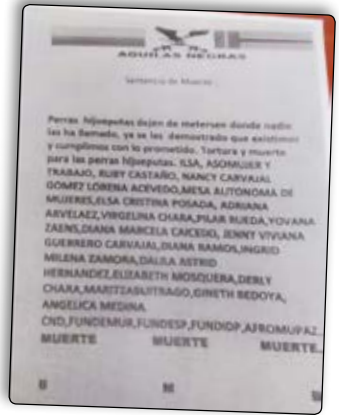 AGUILAS NEGRAS
Sentencia de Muerte
Perras hijueputas dejen de metersen donde nadie
las ha llamado, ya se les demostrado que existimos
y cumplimos con lo prometido. Tortura y muerte
para las perras hijueputas. ILSA, ASOMUJER Y
TRABAJO, RUBY CASTAÑO, NANCY CARVAJAL
GOMEZ LORENA ACEVEDO,MESA AUTONOMA DE
MUJERES,ELSA CRISTINA POSADA, ADRIANA
ARVELAEZ,VIRGELINA CHARA,PILAR RUEDA,YOVANA
ZAENS,DIANA MARCELA CAICEDO, JENNY VIVIANA
GUERRERO CARVAJAL,DIANA RAMOS,INGRID
MILENA ZAMORA,DALILA ASTRID
HERNANDEZ,ELIZABETH MOSQUERA,DERLY
CHARA,MARITZABUITRAGO,GINETH BEDOYA,
ANGELICA MEDINA
CND,FUNDEMUR,FUNDESP,FUNDIDP,AFROMUPAZ..
MUERTE MUERTE MUERTE..
B M